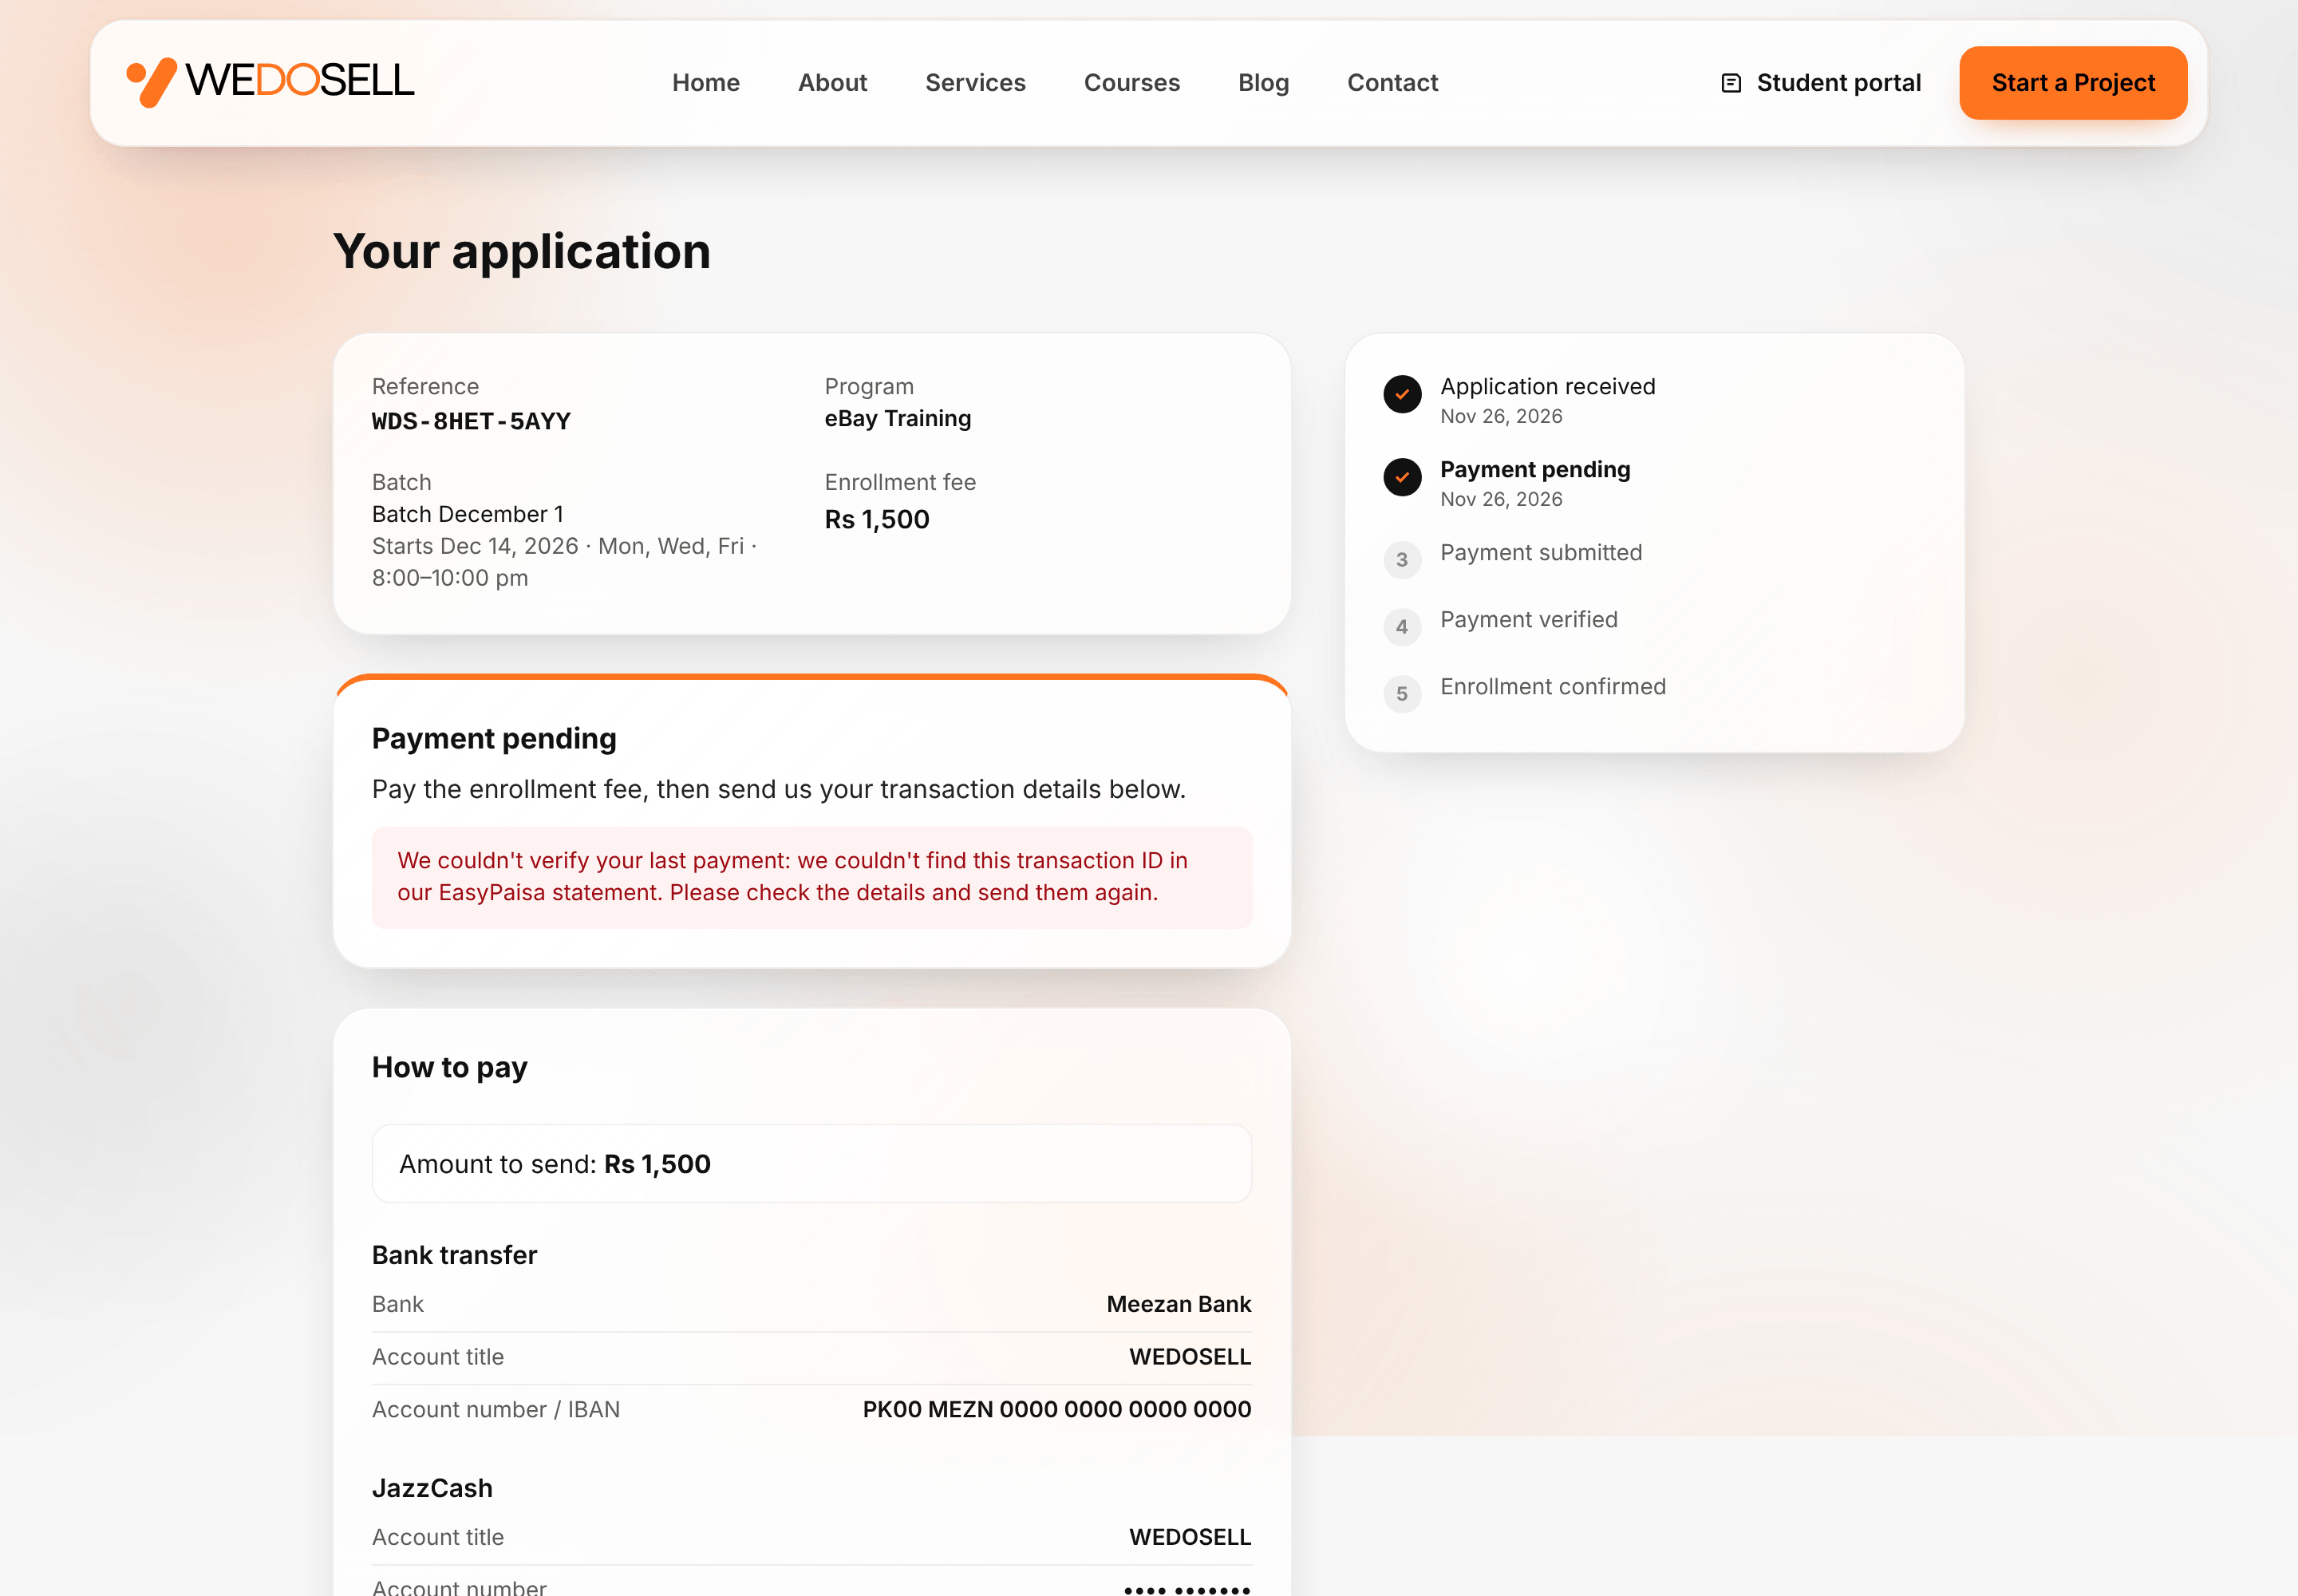 WEDOSELL
Home
About
Services
Courses
Blog
Contact
Student portal
Start a Project
Your application
Reference
WDS-8HET-5AYY
Program
eBay Training
Batch
Batch December 1
Starts Dec 14, 2026 · Mon, Wed, Fri ·
8:00–10:00 pm
Enrollment fee
Rs 1,500
Application received
Nov 26, 2026
Payment pending
Nov 26, 2026
3
Payment submitted
4
Payment verified
5
Enrollment confirmed
Payment pending
Pay the enrollment fee, then send us your transaction details below.
We couldn't verify your last payment: we couldn't find this transaction ID in
our EasyPaisa statement. Please check the details and send them again.
How to pay
Amount to send: Rs 1,500
Bank transfer
Bank
Meezan Bank
Account title
WEDOSELL
Account number / IBAN
PK00 MEZN 0000 0000 0000 0000
JazzCash
Account title
WEDOSELL
Account number
•••• •••••••